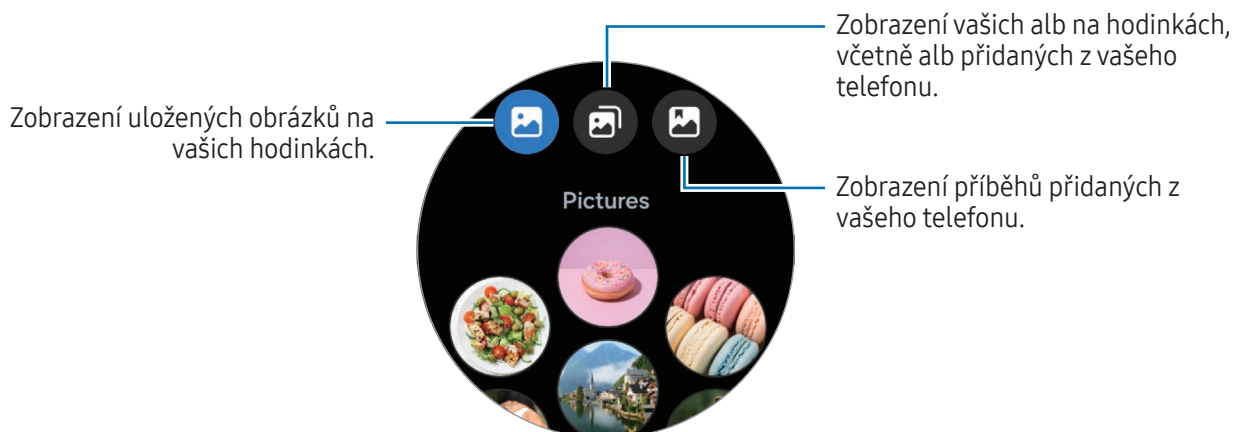 Zobrazení vašich alb na hodinkách,
včetně alb přidaných z vašeho
telefonu.
Zobrazení uložených obrázků na
vašich hodinkách.
Zobrazení příběhů přidaných z
vašeho telefonu.
Pictures